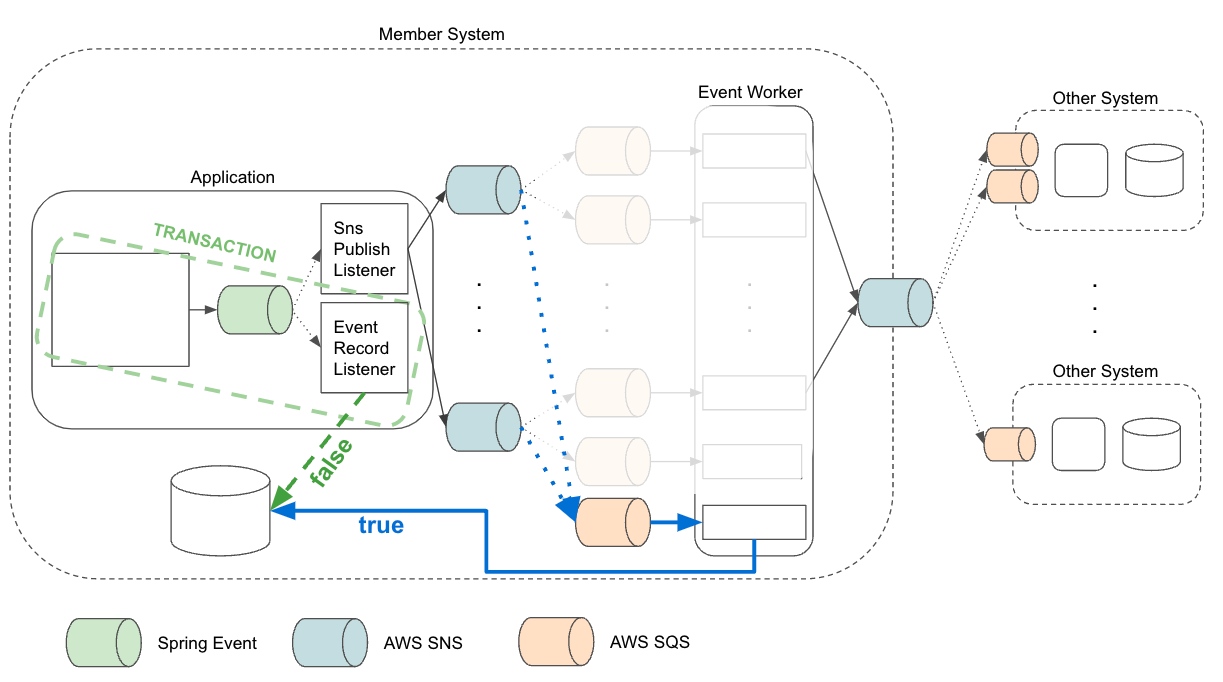 Member System
Event Worker
Other System
Application
TRANSACTION
Sns
Publish
Listener
Event
Record
Listener
Other System
false
true
Spring Event
AWS SNS
AWS SQS